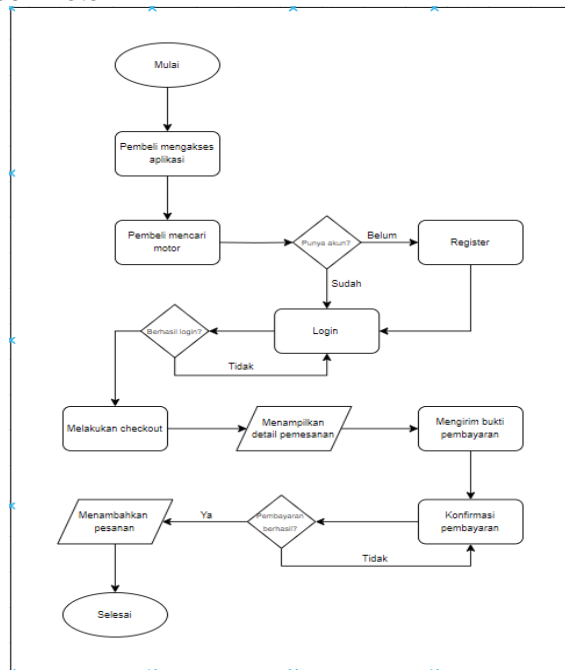 Mulai
Pembeli mengakses
aplikasi
Pembeli mencari
motor
Punya akun?
Belum
Register
Sudah
Login
Berhasil login?
Tidak
Melakukan checkout
Menampilkan
detail pemesanan
Mengirim bukti
pembayaran
Konfirmasi
pembayaran
Pembayaran
berhasil?
Tidak
Ya
Menambahkan
pesanan
Selesai